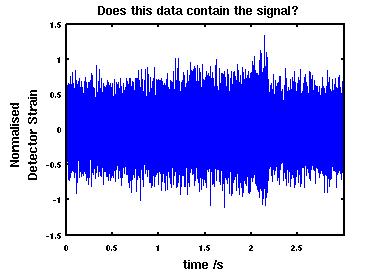 Does this data contain the signal?
1.5
1
0.5
0
-0.5
-1
-1.5
Normalised
Detector Strain
0 0.5 1 1.5 2 2.5
time /s